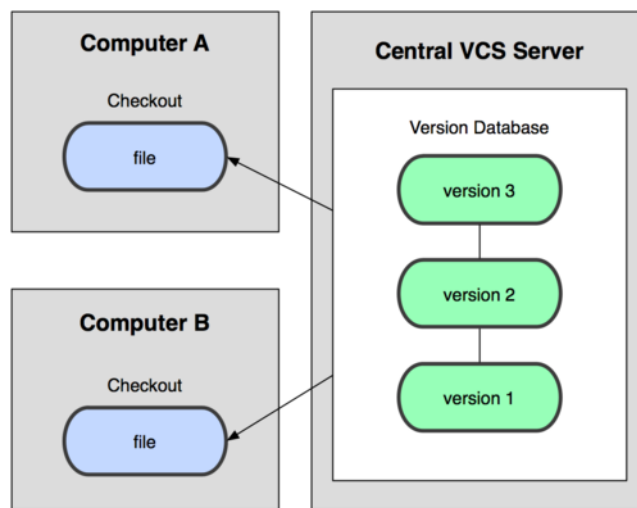 Computer A
Checkout
file
Computer B
Checkout
file
Central VCS Server
Version Database
version 3
version 2
version 1